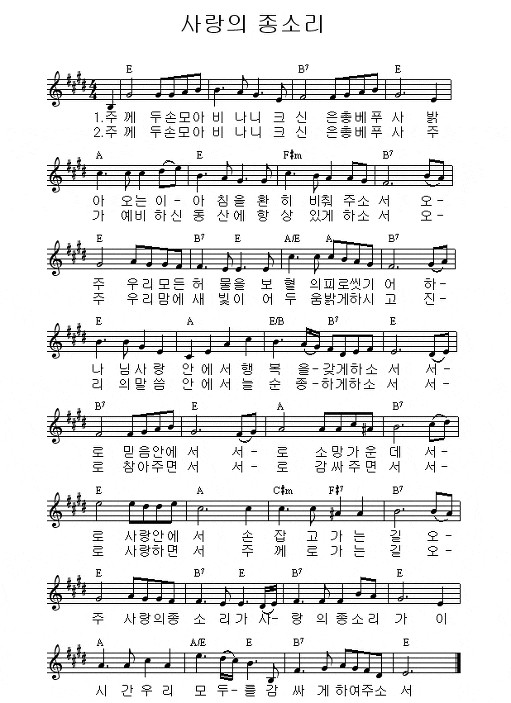 사랑의 종소리
E B7 E
1.주 께 두손모아 비 나니 크 신 은총베푸 사 밝
2.주 께 두손모아 비 나니 크 신 은총베푸 사 주
A E F#m B7
아 오는이-아 침을 환 히 비춰 주소 서 오-
가 예비하신 동 산에 항 상 있게 하소 서 오-
B7 E A/E A B7
주 우리모든 허 물을 보 혈 의피로씻기 어 하-
주 우리맘에 새 빛이 어 두 움밝게하시 고 진-
E A E/B B7 E
나 님사랑 안에서행 복 을-갖게하소 서 서-
리 의말씀 안에서늘 순 종-하게하소 서 서-
B7 E A B7
로 믿음안에 서 서- 로 소망가운 데 서-
로 참아주면 서 서- 로 감싸주면 서 서-
E A C#m F#7 B7
로 사랑안에 서 손 잡 고 가는 길 오-
로 사랑하면 서 주 께 로 가는 길 오-
E B7 E B7 E
주 사랑의종 소리가 사- 랑 의 종소리 가 이
A A/E E B7 E
시 간우 리 모 두-를 감 싸 게 하여주소 서